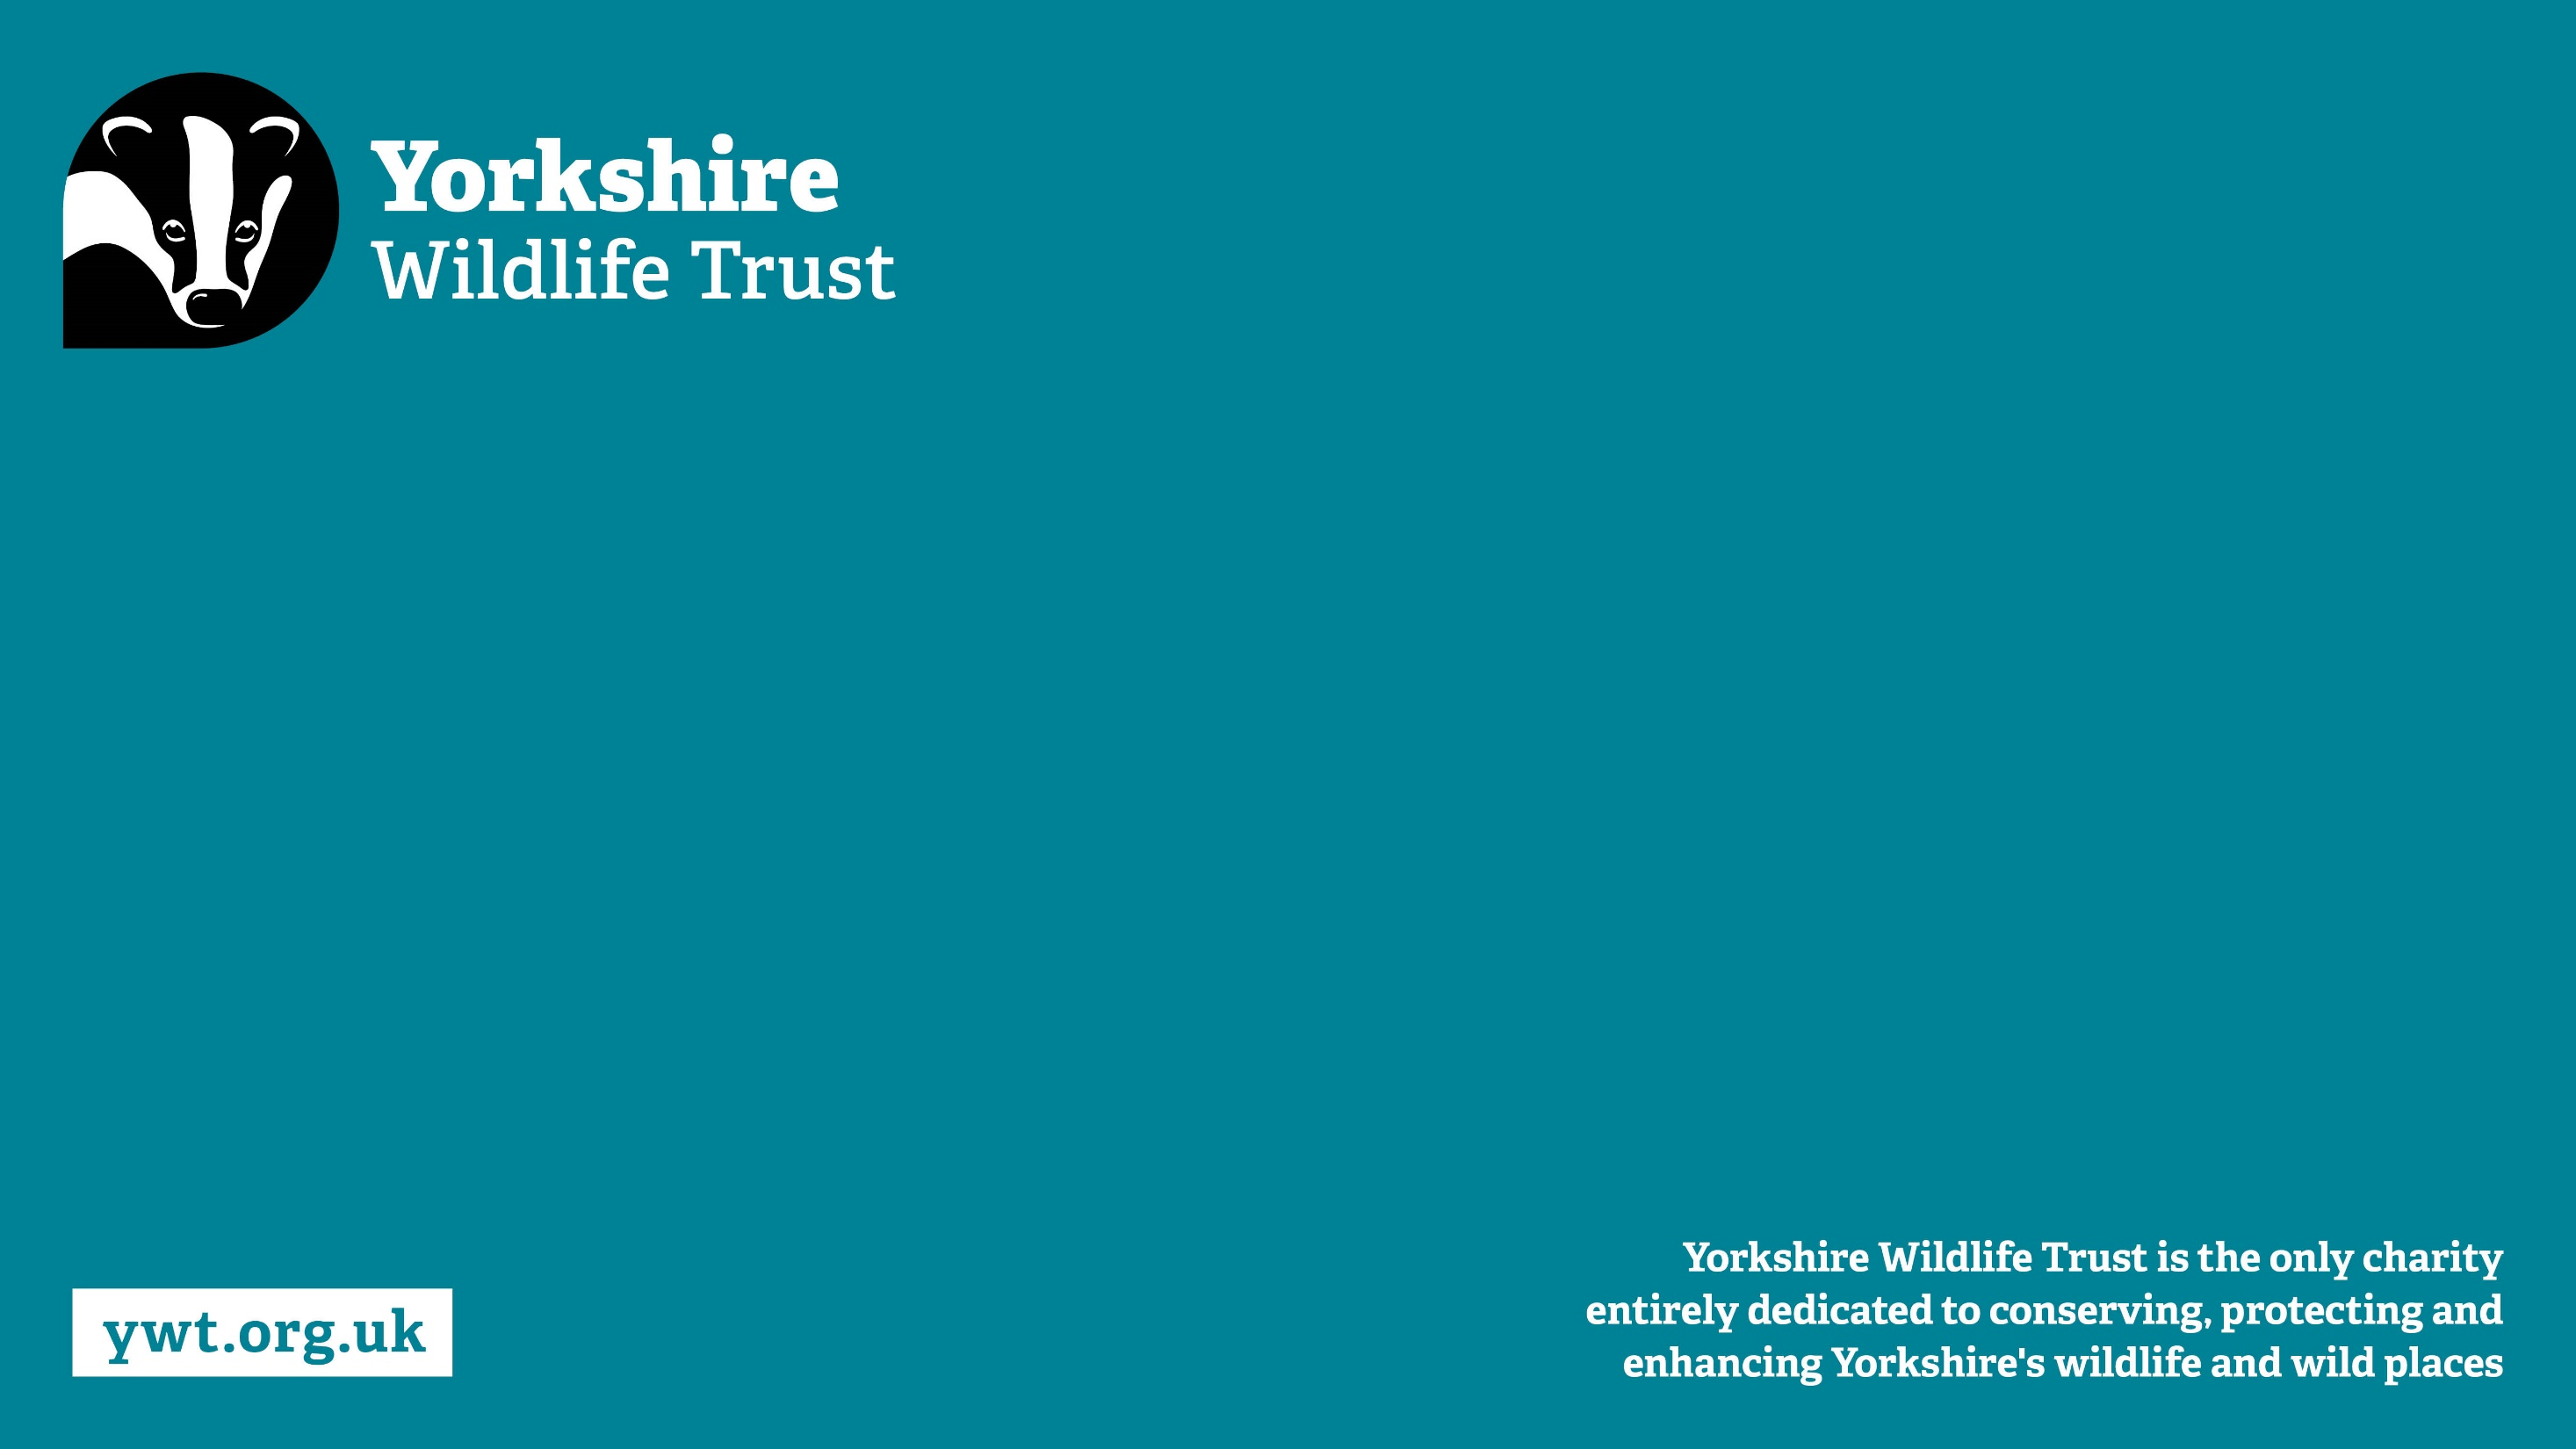 Yorkshire
Wildlife Trust
ywt.org.uk
Yorkshire Wildlife Trust is the only charity
entirely dedicated to conserving, protecting and
enhancing Yorkshire's wildlife and wild places